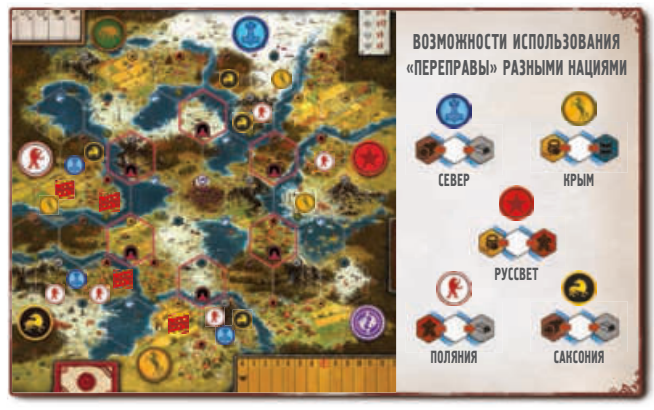 ВОЗМОЖНОСТИ ИСПОЛЬЗОВАНИЯ
«ПЕРЕПРАВЫ» РАЗНЫМИ НАЦИЯМИ
СЕВЕР
КРЫМ
РУССВЕТ
ПОЛЯНИЯ
САКСОНИЯ